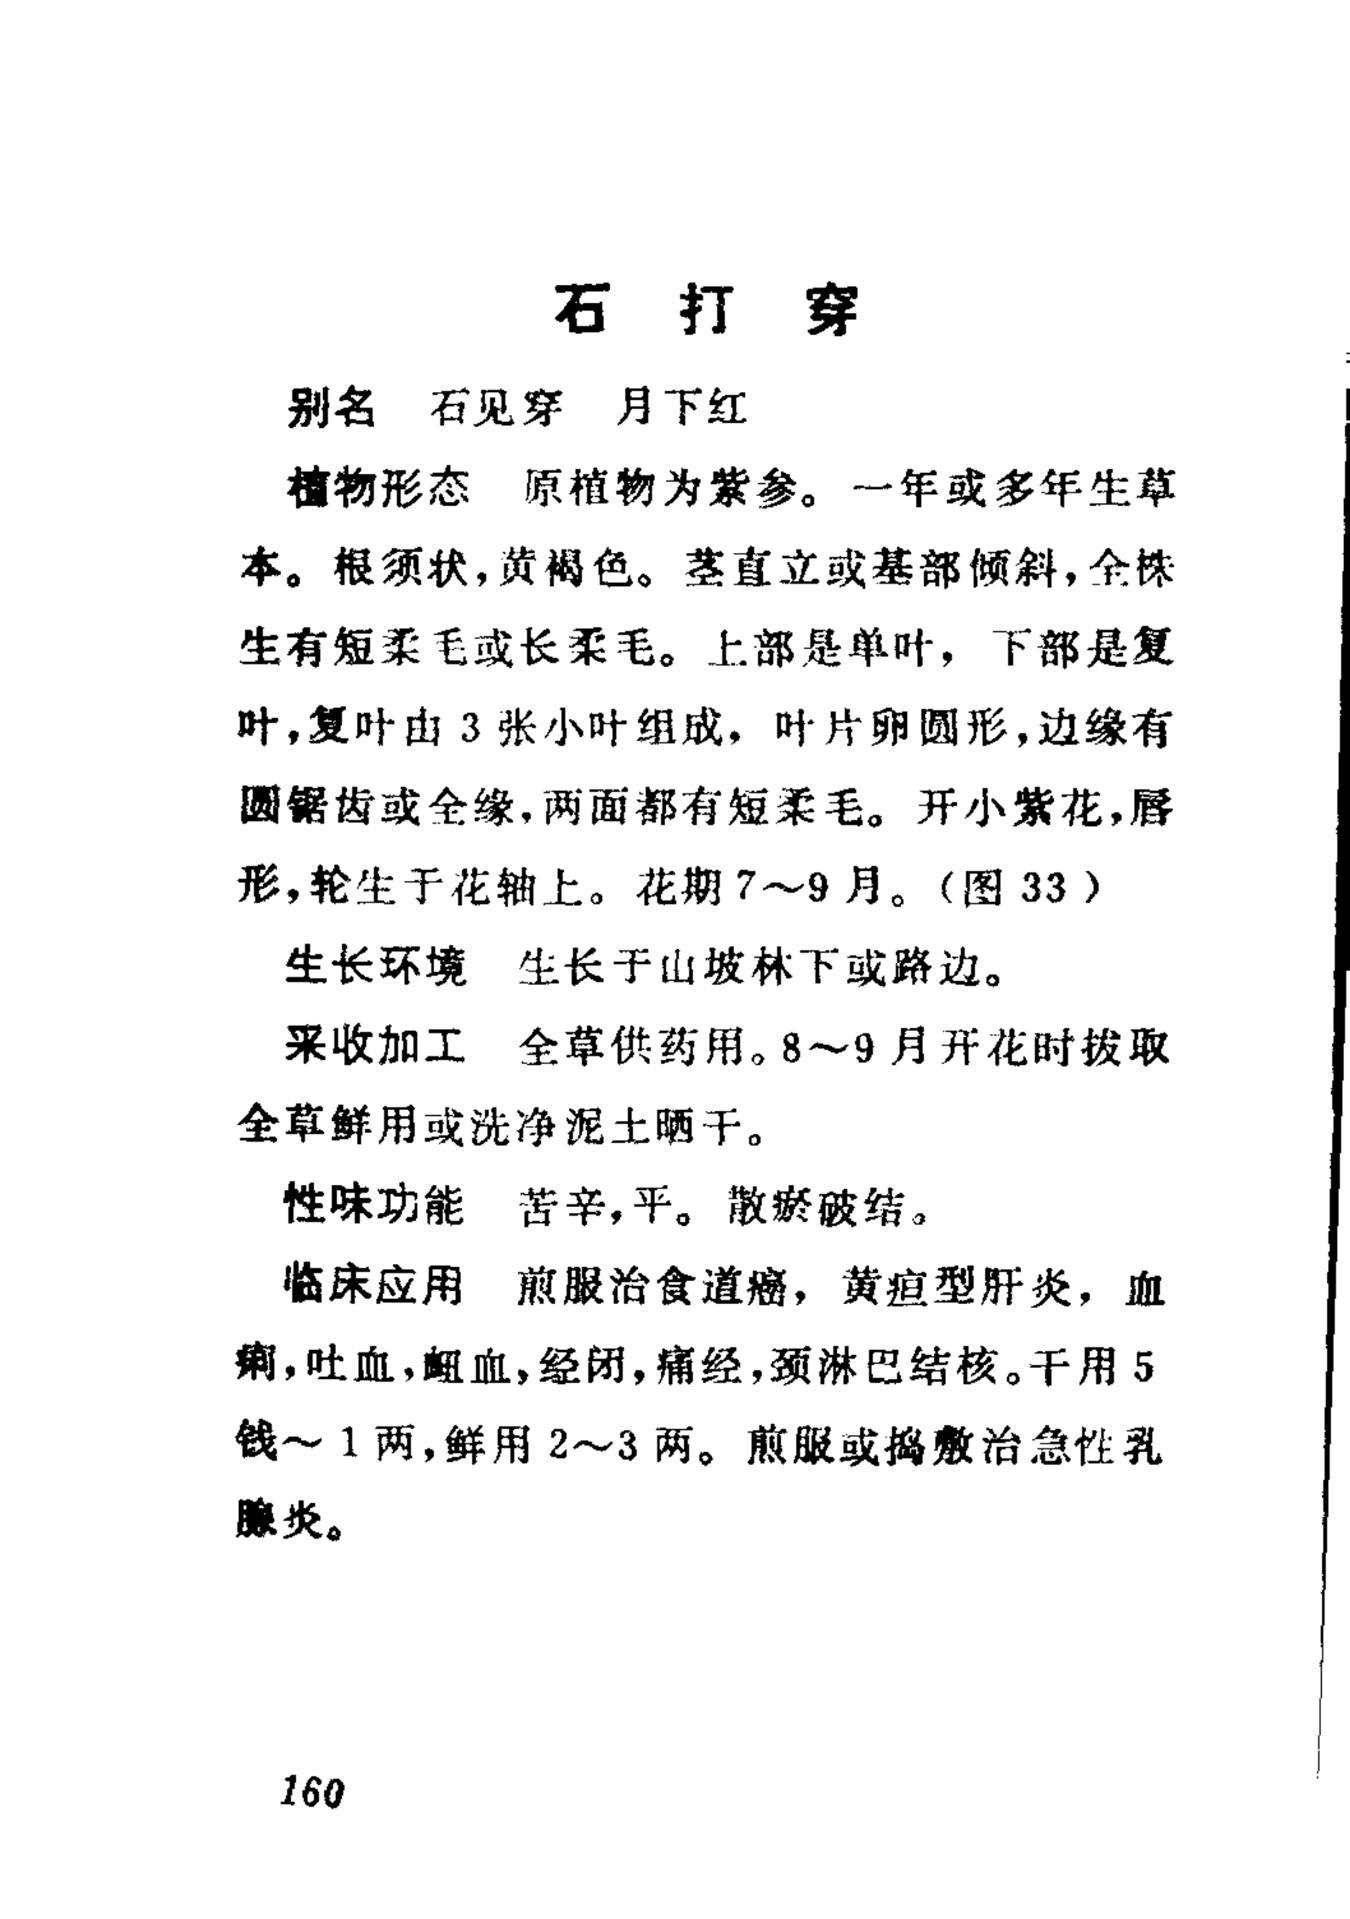 石打穿
别名　石见穿　月下红
植物形态　原植物为紫参。一年或多年生草
本。根须状，黄褐色。茎直立或基部倾斜，全株
生有短柔毛或长柔毛。上部是单叶，下部是复
叶，复叶由3张小叶组成，叶片卵圆形，边缘有
圆锯齿或全缘，两面都有短柔毛。开小紫花，唇
形，轮生于花轴上。花期7～9月。（图33）
生长环境　生长于山坡林下或路边。
采收加工　全草供药用。8～9月开花时拔取
全草鲜用或洗净泥土晒干。
性味功能　苦辛，平。散瘀破结。
临床应用　煎服治食道癌，黄疸型肝炎，血
痢，吐血，衄血，经闭，痛经，颈淋巴结核。干用5
钱～1两，鲜用2～3两。煎服或捣敷治急性乳
腺炎。
160